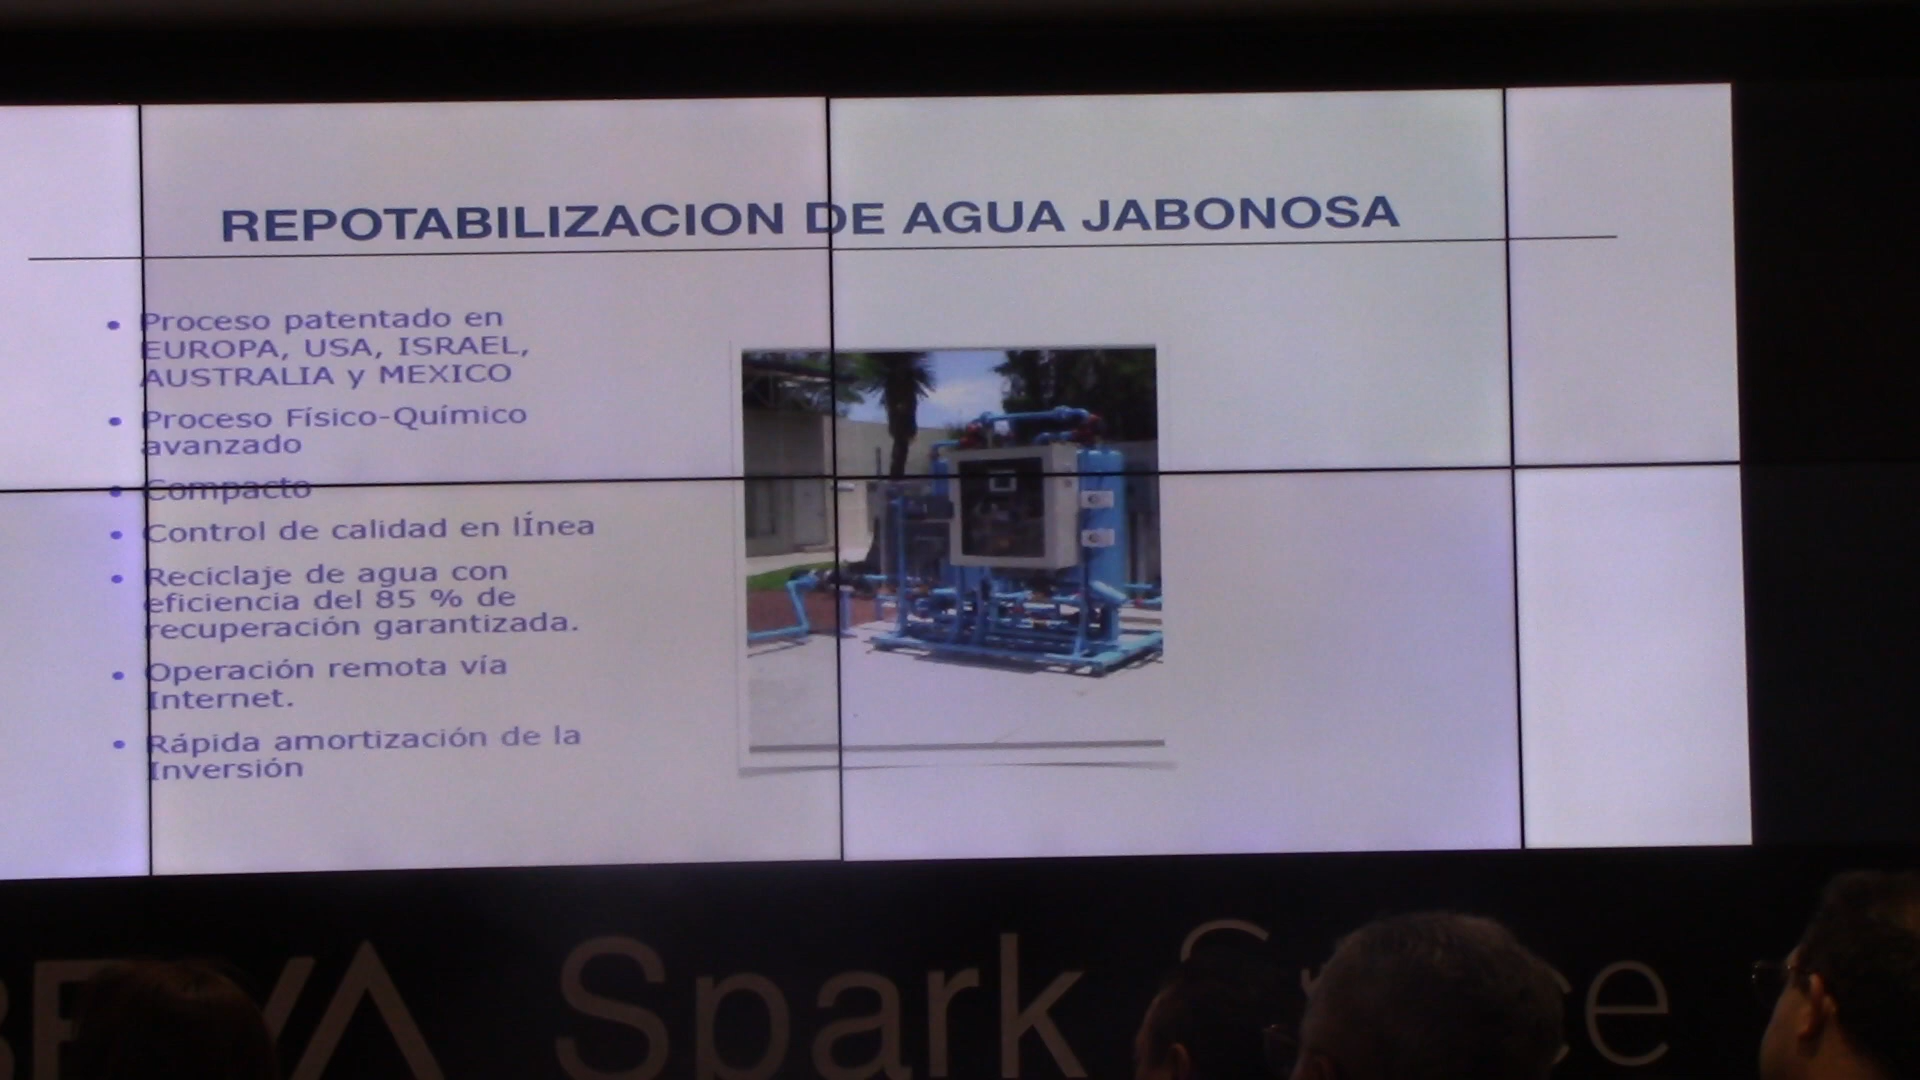 REPOTABILIZACION DE AGUA JABONOSA
• Proceso patentado en
EUROPA, USA, ISRAEL,
AUSTRALIA y MEXICO
• Proceso Físico-Químico
avanzado
• Compacto
• Control de calidad en lÍnea
• Reciclaje de agua con
eficiencia del 85 % de
recuperación garantizada.
• Operación remota vía
Internet.
• Rápida amortización de la
Inversión
Spark